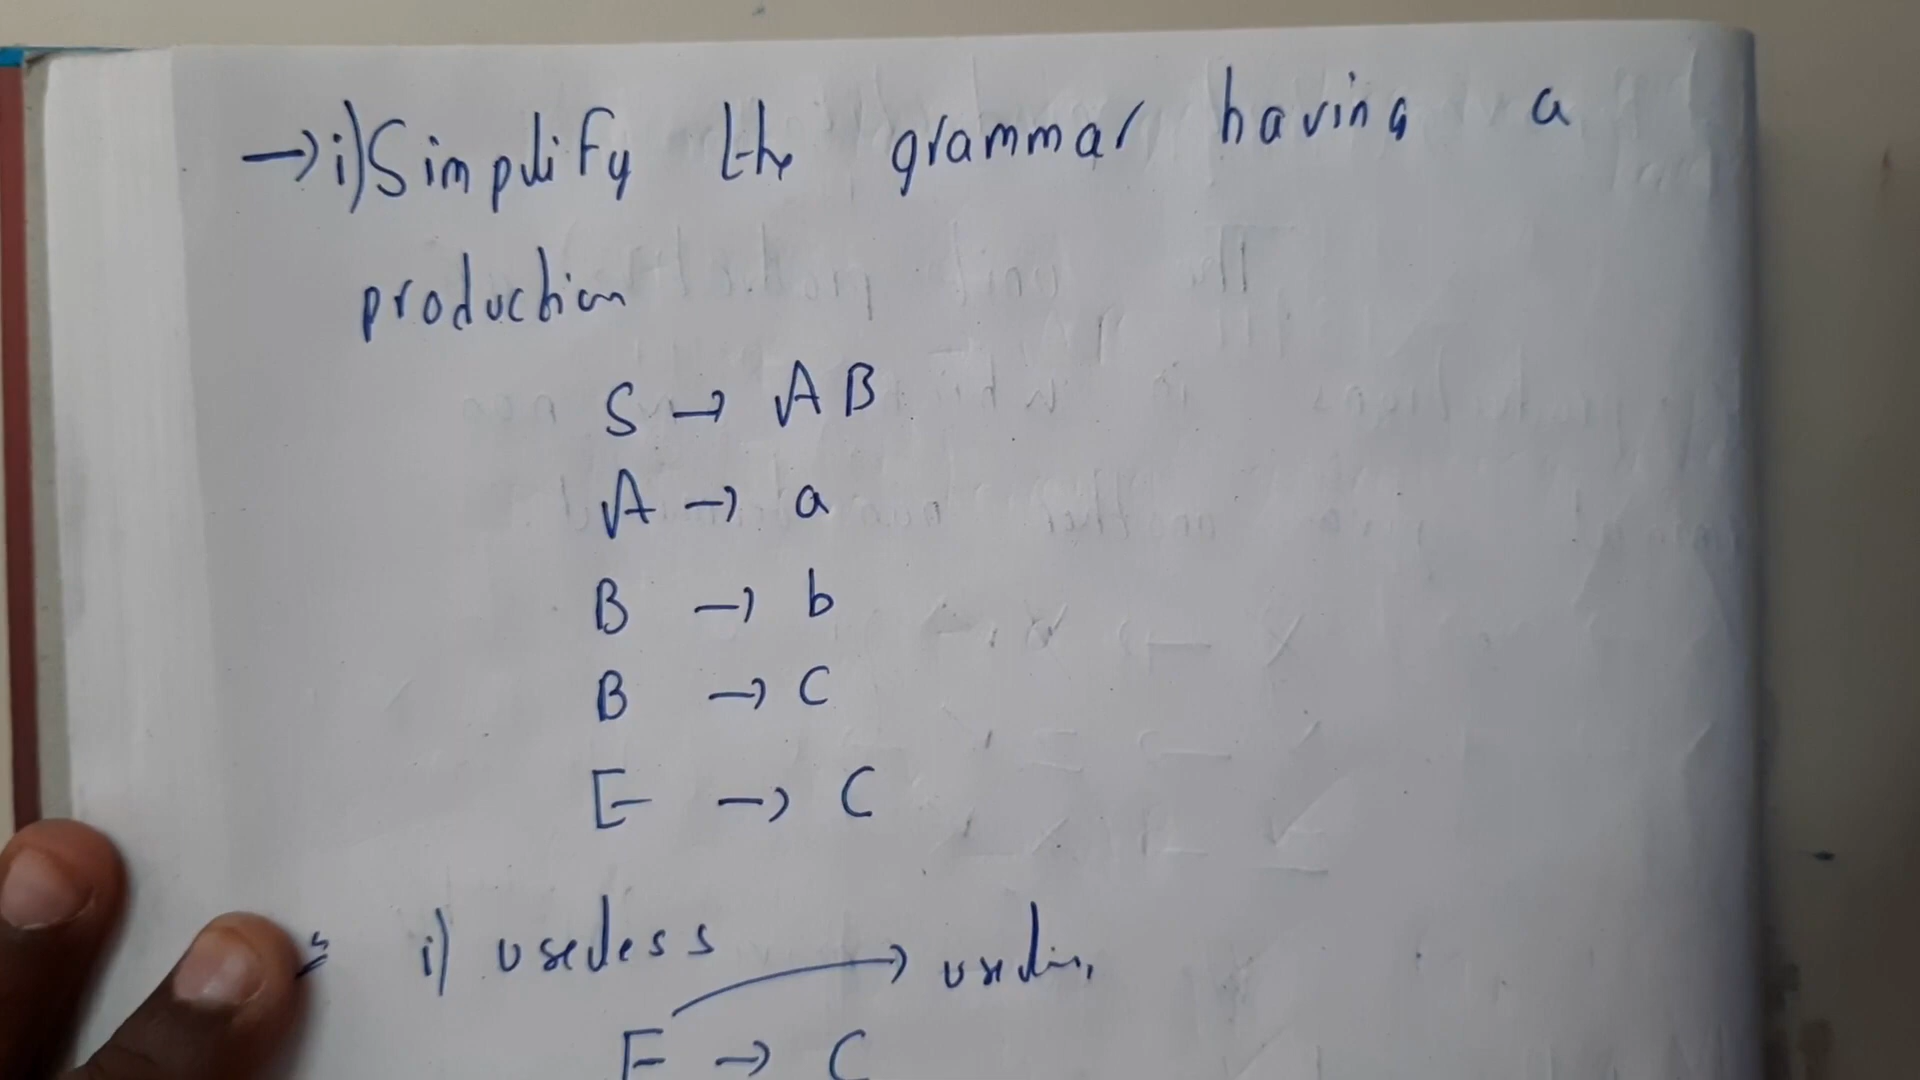 → i) Simplify the grammar having a
production
S → AB
A → a
B → b
B → C
E → C
i) useless → useless
E → C